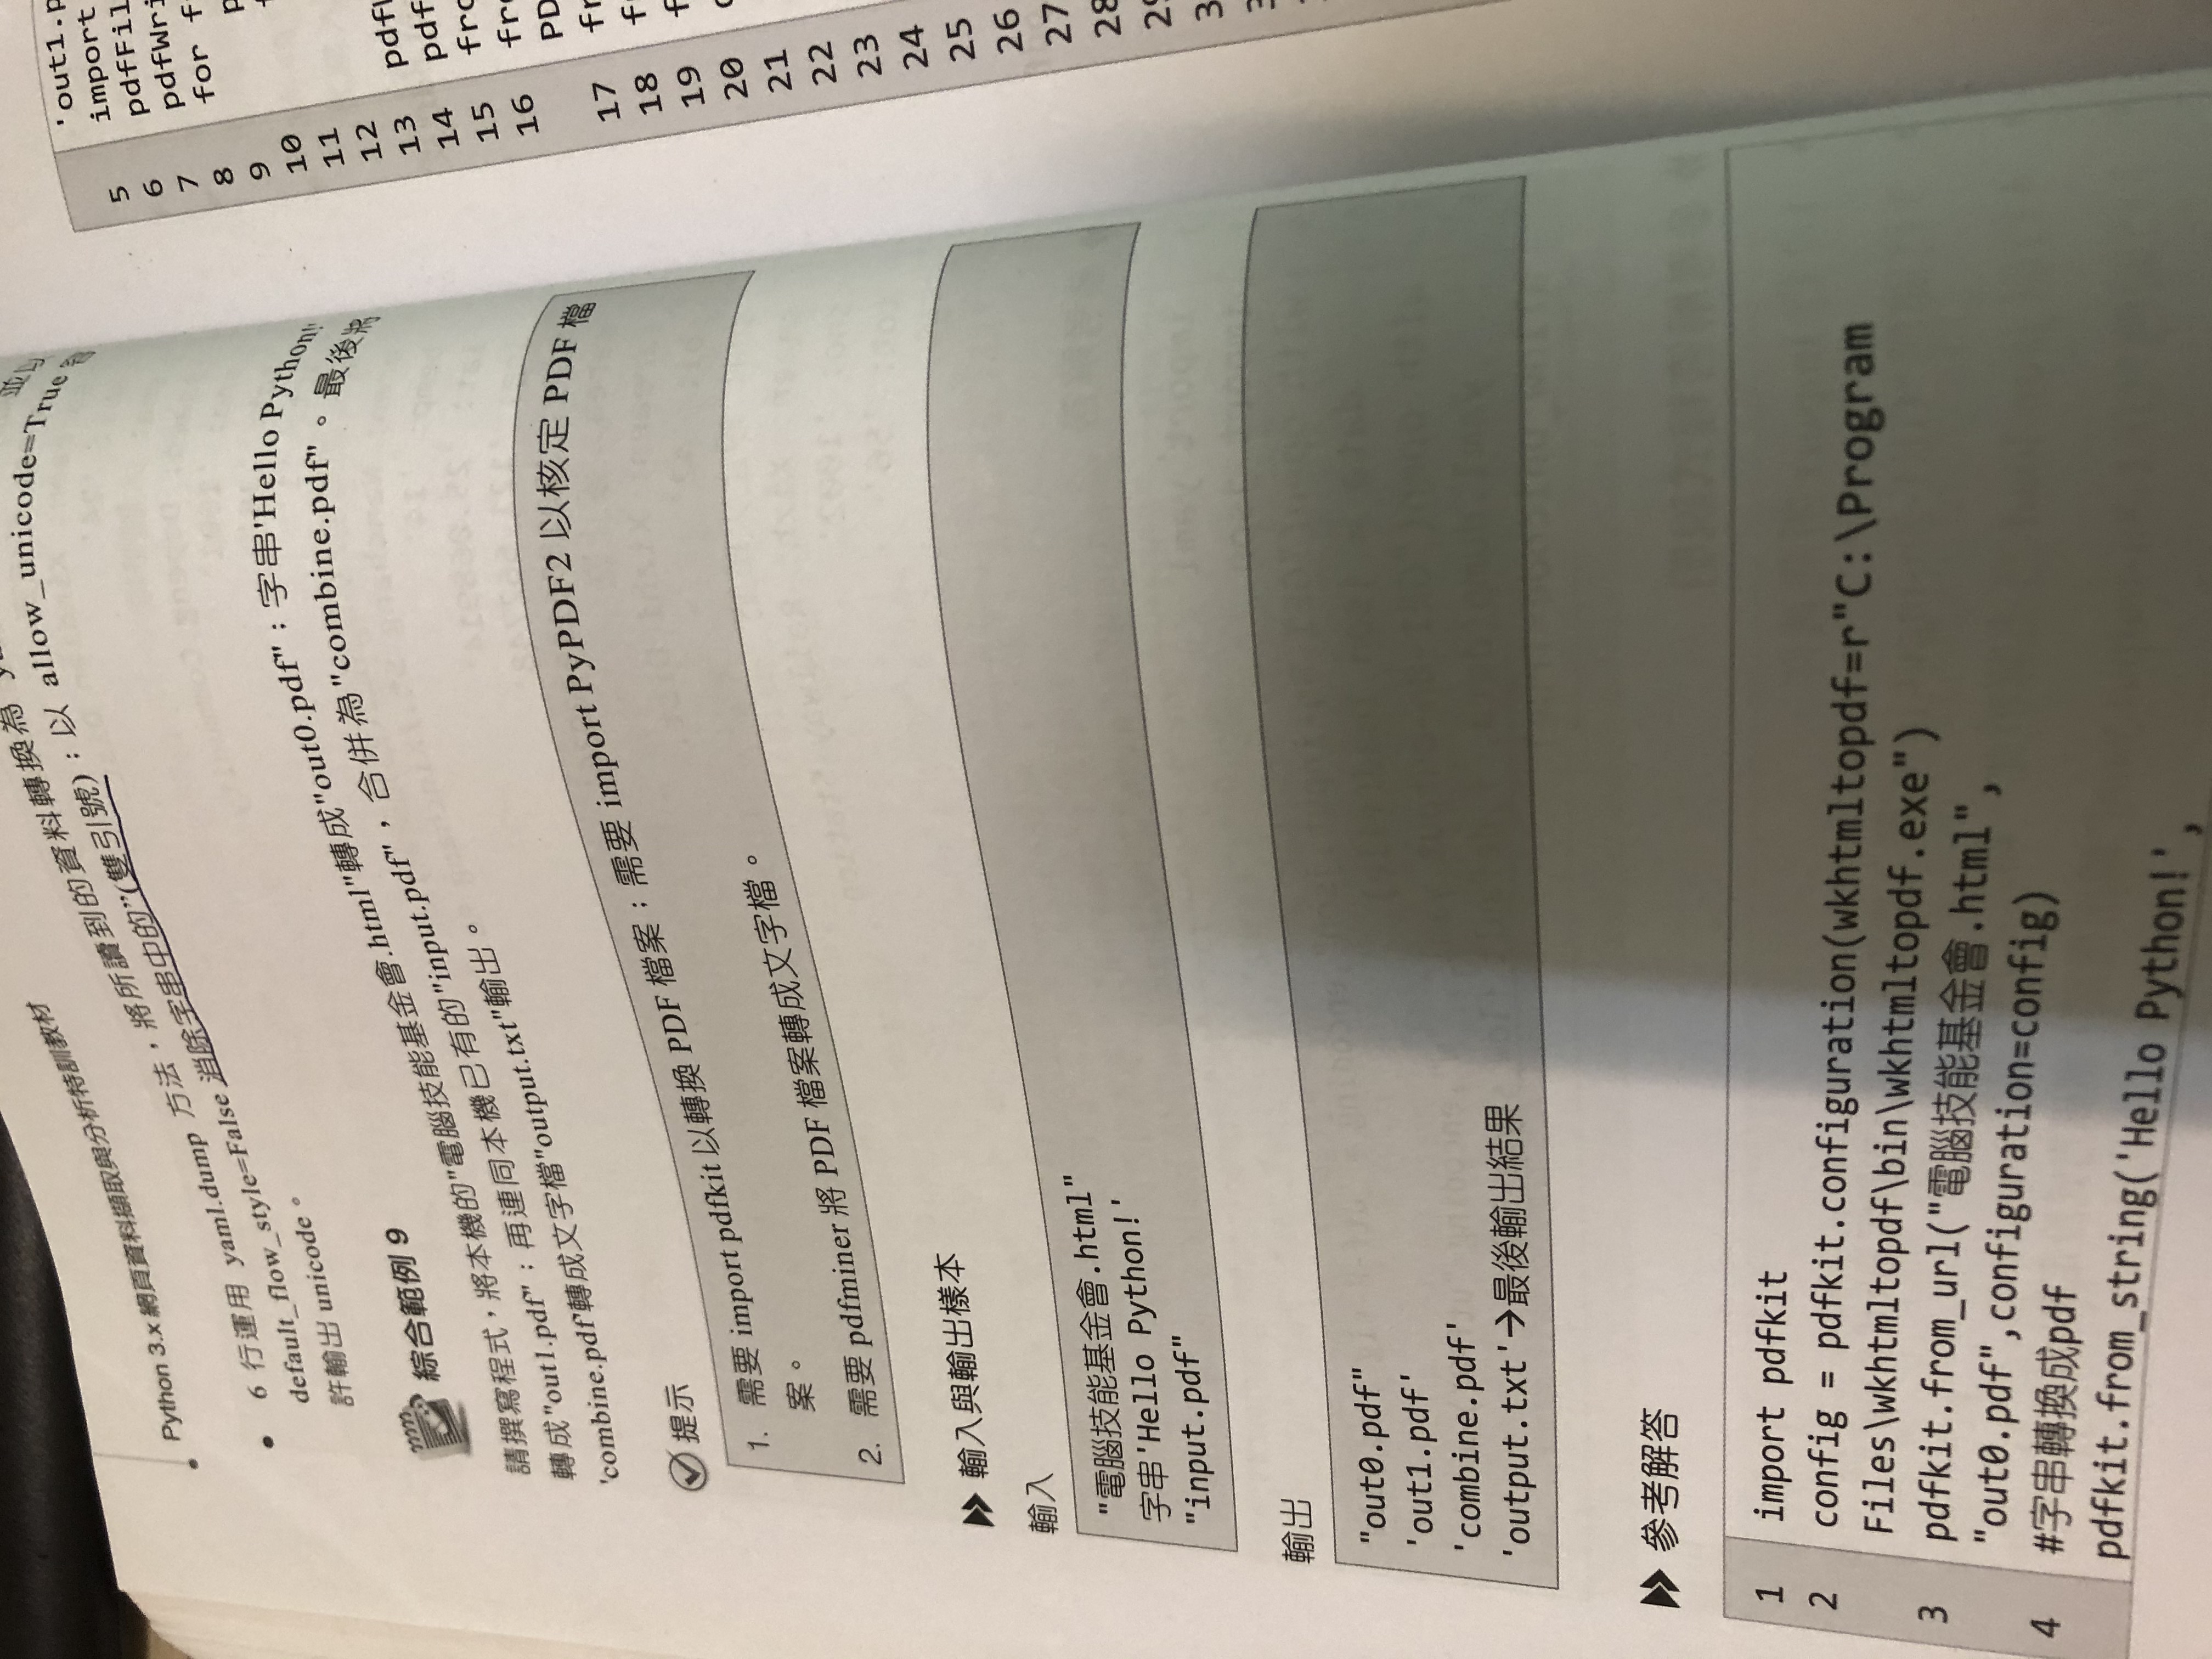 Python 3.x 網頁資料擷取與分析特訓教材
• 6 行運用 yaml.dump 方法，將所讀到的資料轉換為
default_flow_style=False 消除字串中的”(雙引號)；以 allow_unicode=True 容
許輸出 unicode。
綜合範例 9
請撰寫程式，將本機的"電腦技能基金會.html"轉成"out0.pdf"；字串'Hello Python!'
轉成"out1.pdf"；再連同本機已有的"input.pdf"，合併為"combine.pdf"。最後將
'combine.pdf'轉成文字檔"output.txt"輸出。
提示
1. 需要 import pdfkit 以轉換 PDF 檔案；需要 import PyPDF2 以核定 PDF 檔
案。
2. 需要 pdfminer 將 PDF 檔案轉成文字檔。
輸入與輸出樣本
輸入
"電腦技能基金會.html"
字串'Hello Python!'
"input.pdf"
輸出
"out0.pdf"
'out1.pdf'
'combine.pdf'
'output.txt'→最後輸出結果
參考解答
1 import pdfkit
2 config = pdfkit.configuration(wkhtmltopdf=r"C:\Program
Files\wkhtmltopdf\bin\wkhtmltopdf.exe")
3 pdfkit.from_url("電腦技能基金會.html",
"out0.pdf",configuration=config)
4 #字串轉換成pdf
pdfkit.from_string('Hello Python!',
'out1.p
5 import
6 pdfFil
7 pdfWri
8 for f
9
10
11
12
13
14
15
16
17
18
19
20
21
22
23
24
25
26
27
28